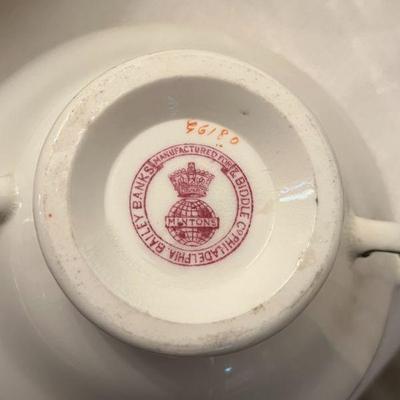 MANUFACTURED FOR
BAILEY BANKS & BIDDLE Co PHILADELPHIA.
MINTONS